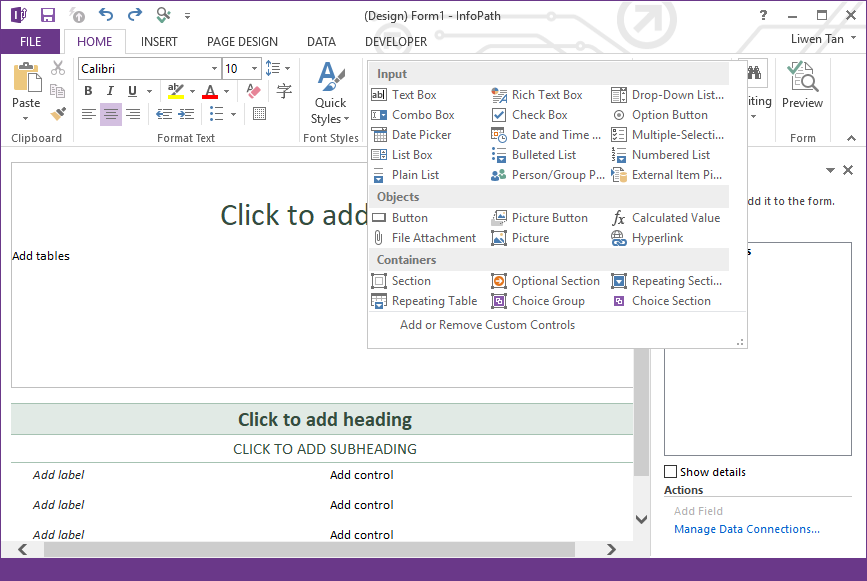 (Design) Form1 - InfoPath
?
FILE HOME INSERT PAGE DESIGN DATA DEVELOPER Liwen Tan
Paste
Clipboard
Calibri 10
B I U ab A 字
Format Text
A
Quick
Styles
Font Styles
iting
Preview
Form
Input
abl Text Box Rich Text Box Drop-Down List...
Combo Box Check Box Option Button
Date Picker Date and Time ... Multiple-Selecti...
List Box Bulleted List Numbered List
Plain List Person/Group P... External Item Pi...
Objects
Button Picture Button fx Calculated Value
File Attachment Picture Hyperlink
Containers
Section Optional Section Repeating Secti...
Repeating Table Choice Group Choice Section
Add or Remove Custom Controls
Click to add
Add tables
Click to add heading
CLICK TO ADD SUBHEADING
Add label Add control
Add label Add control
Add label Add control
dd it to the form.
s
Show details
Actions
Add Field
Manage Data Connections...